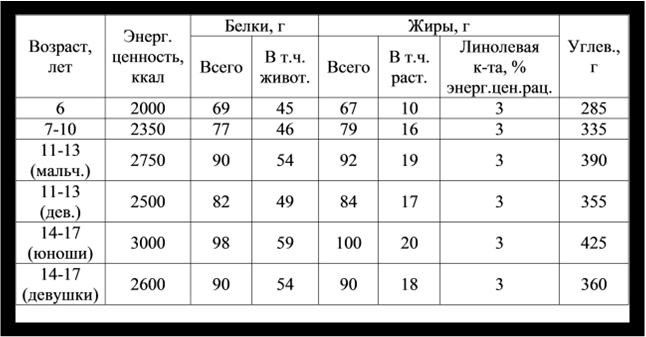 Возраст, лет Энерг. ценность, ккал Белки, г Жиры, г Углев., г
Всего В т.ч. живот. Всего В т.ч. раст. Линолевая к-та, % энерг.цен.рац.
6 2000 69 45 67 10 3 285
7-10 2350 77 46 79 16 3 335
11-13 (мальч.) 2750 90 54 92 19 3 390
11-13 (дев.) 2500 82 49 84 17 3 355
14-17 (юноши) 3000 98 59 100 20 3 425
14-17 (девушки) 2600 90 54 90 18 3 360